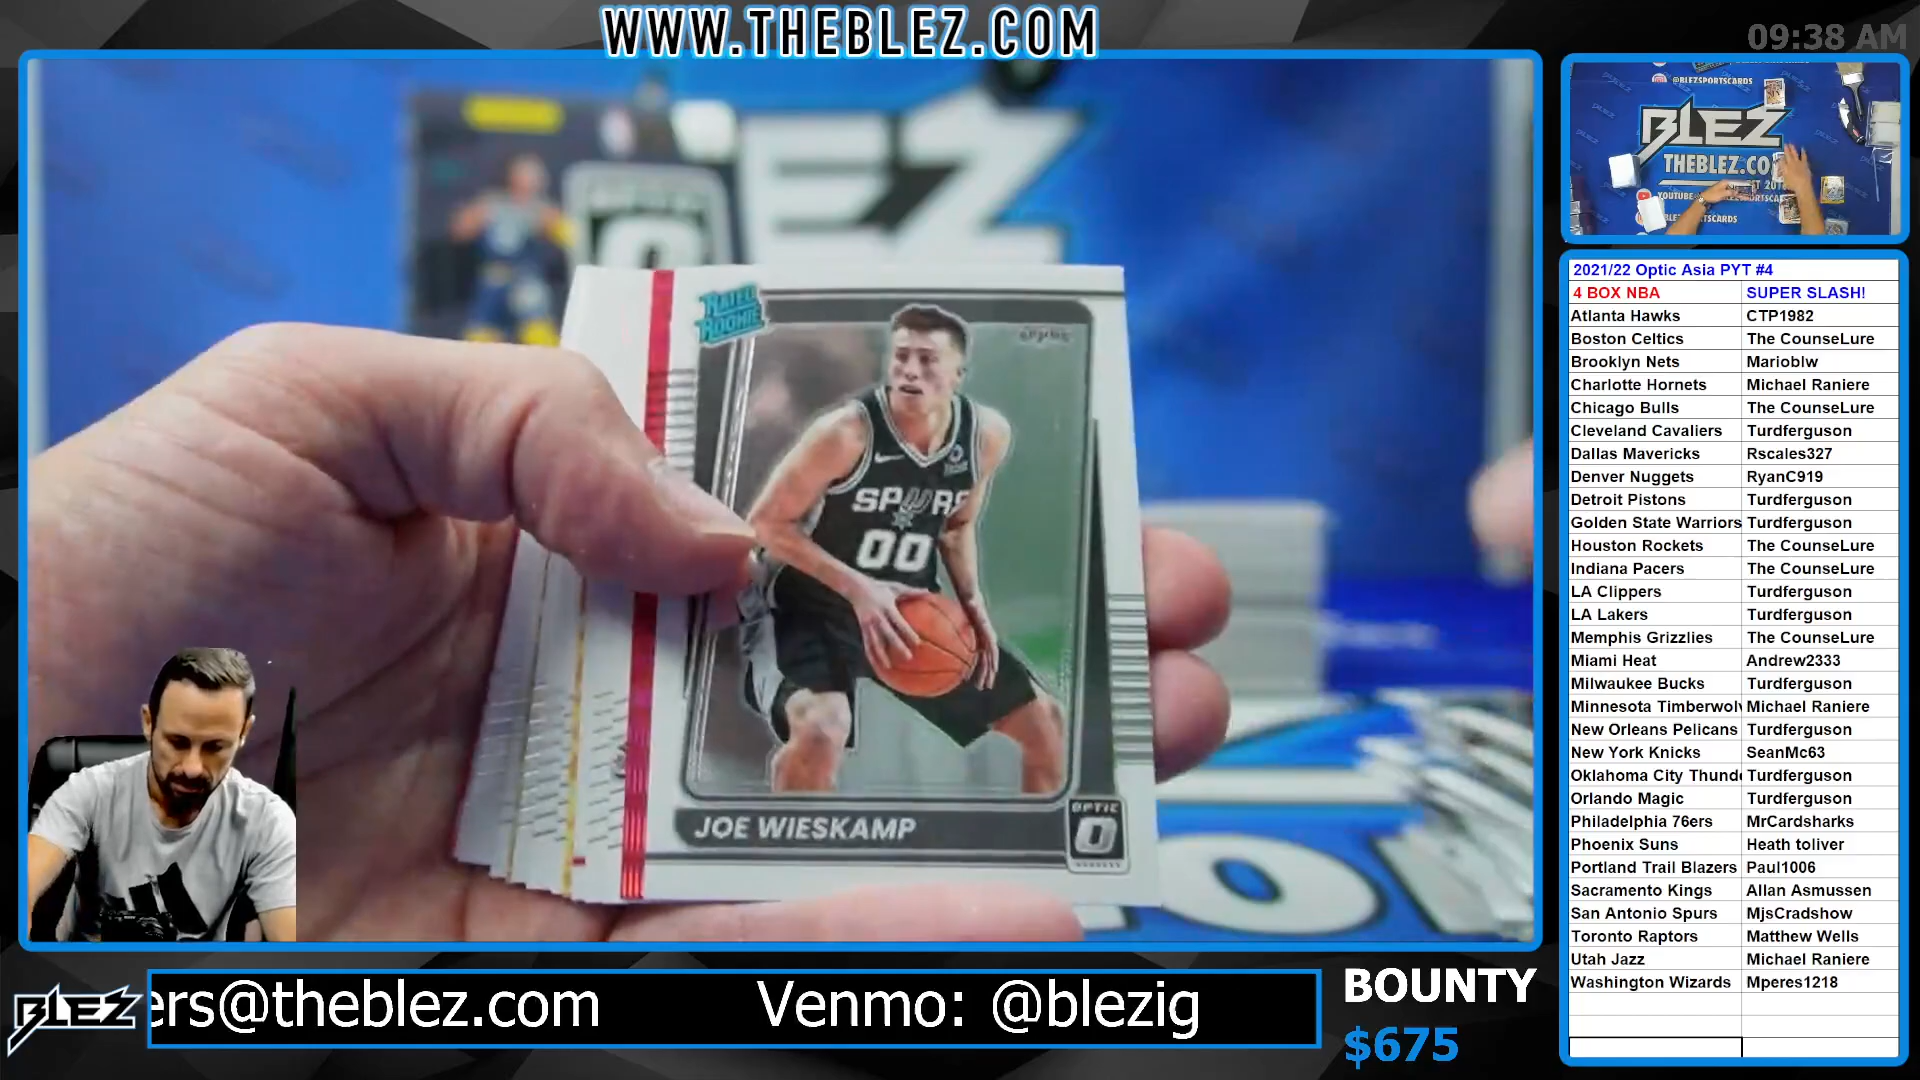 WWW.THEBLEZ.COM
09:38 AM
EZ
RATED
ROOKIE
SPURS
00
JOE WIESKAMP
OPTIC
@BLEZSPORTSCARDS
BLEZ
THEBLEZ.CO
2021/22 Optic Asia PYT #4
4 BOX NBA SUPER SLASH!
Atlanta Hawks CTP1982
Boston Celtics The CounseLure
Brooklyn Nets Marioblw
Charlotte Hornets Michael Raniere
Chicago Bulls The CounseLure
Cleveland Cavaliers Turdferguson
Dallas Mavericks Rscales327
Denver Nuggets RyanC919
Detroit Pistons Turdferguson
Golden State Warriors Turdferguson
Houston Rockets The CounseLure
Indiana Pacers The CounseLure
LA Clippers Turdferguson
LA Lakers Turdferguson
Memphis Grizzlies The CounseLure
Miami Heat Andrew2333
Milwaukee Bucks Turdferguson
Minnesota Timberwolv Michael Raniere
New Orleans Pelicans Turdferguson
New York Knicks SeanMc63
Oklahoma City Thund Turdferguson
Orlando Magic Turdferguson
Philadelphia 76ers MrCardsharks
Phoenix Suns Heath toliver
Portland Trail Blazers Paul1006
Sacramento Kings Allan Asmussen
San Antonio Spurs MjsCradshow
Toronto Raptors Matthew Wells
Utah Jazz Michael Raniere
Washington Wizards Mperes1218
BLEZ
ers@theblez.com Venmo: @blezig
BOUNTY
$675